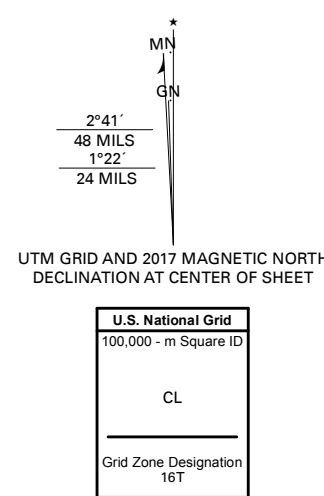 ★
MN
GN
2°41´
48 MILS
1°22´
24 MILS
UTM GRID AND 2017 MAGNETIC NORTH
DECLINATION AT CENTER OF SHEET
U.S. National Grid
100,000 - m Square ID
CL
Grid Zone Designation
16T